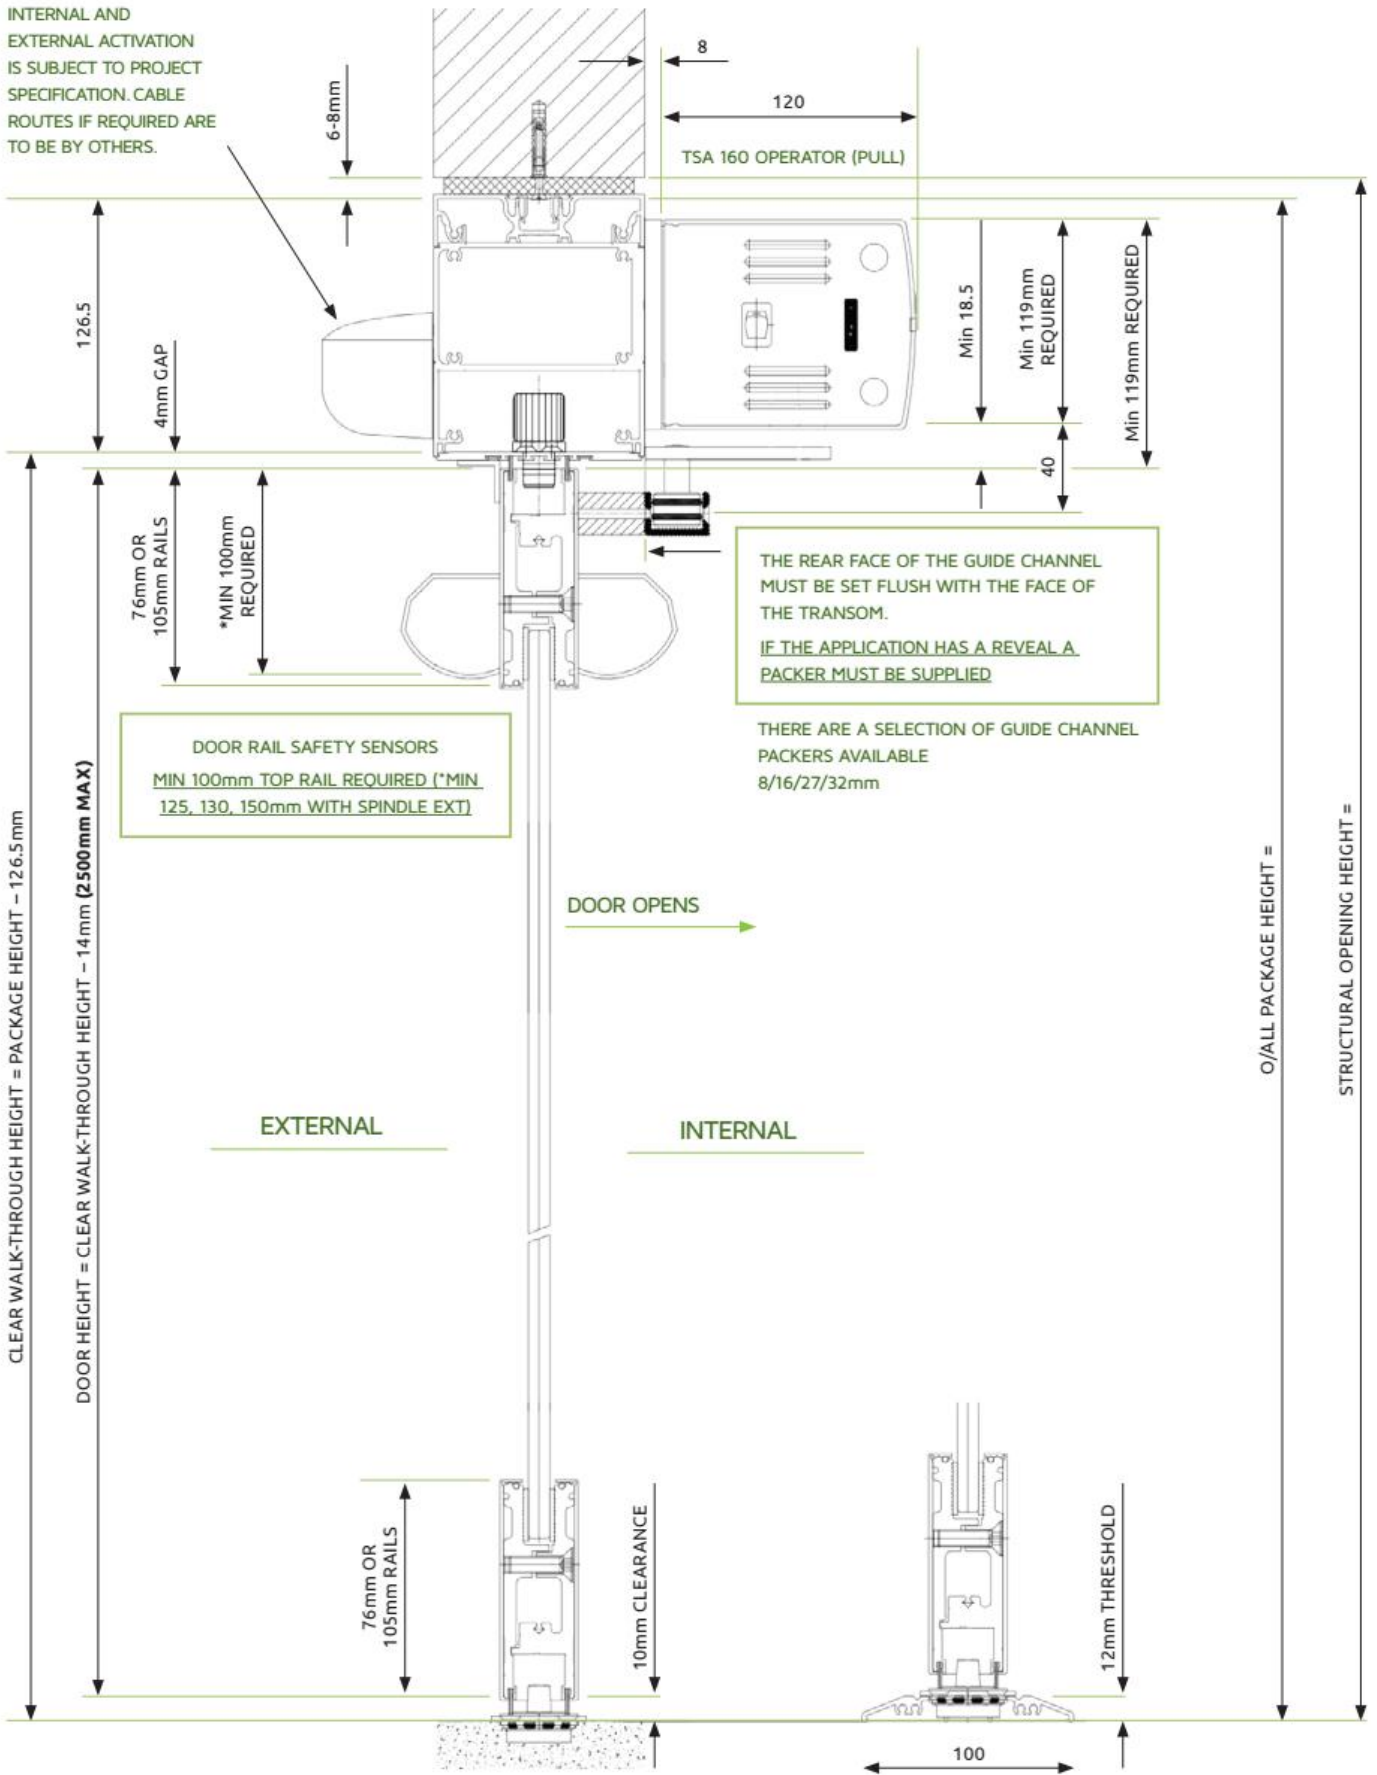 INTERNAL AND
EXTERNAL ACTIVATION
IS SUBJECT TO PROJECT
SPECIFICATION. CABLE
ROUTES IF REQUIRED ARE
TO BE BY OTHERS.
6-8mm
8
120
TSA 160 OPERATOR (PULL)
126.5
4mm GAP
Min 18.5
Min 119mm
REQUIRED
Min 119mm REQUIRED
40
76mm OR
105mm RAILS
*MIN 100mm
REQUIRED
THE REAR FACE OF THE GUIDE CHANNEL
MUST BE SET FLUSH WITH THE FACE OF
THE TRANSOM.
IF THE APPLICATION HAS A REVEAL A
PACKER MUST BE SUPPLIED
THERE ARE A SELECTION OF GUIDE CHANNEL
PACKERS AVAILABLE
8/16/27/32mm
DOOR RAIL SAFETY SENSORS
MIN 100mm TOP RAIL REQUIRED (*MIN
125, 130, 150mm WITH SPINDLE EXT)
CLEAR WALK-THROUGH HEIGHT = PACKAGE HEIGHT – 126.5mm
DOOR HEIGHT = CLEAR WALK-THROUGH HEIGHT – 14mm (2500mm MAX)
DOOR OPENS
O/ALL PACKAGE HEIGHT =
STRUCTURAL OPENING HEIGHT =
EXTERNAL
INTERNAL
76mm OR
105mm RAILS
10mm CLEARANCE
12mm THRESHOLD
100